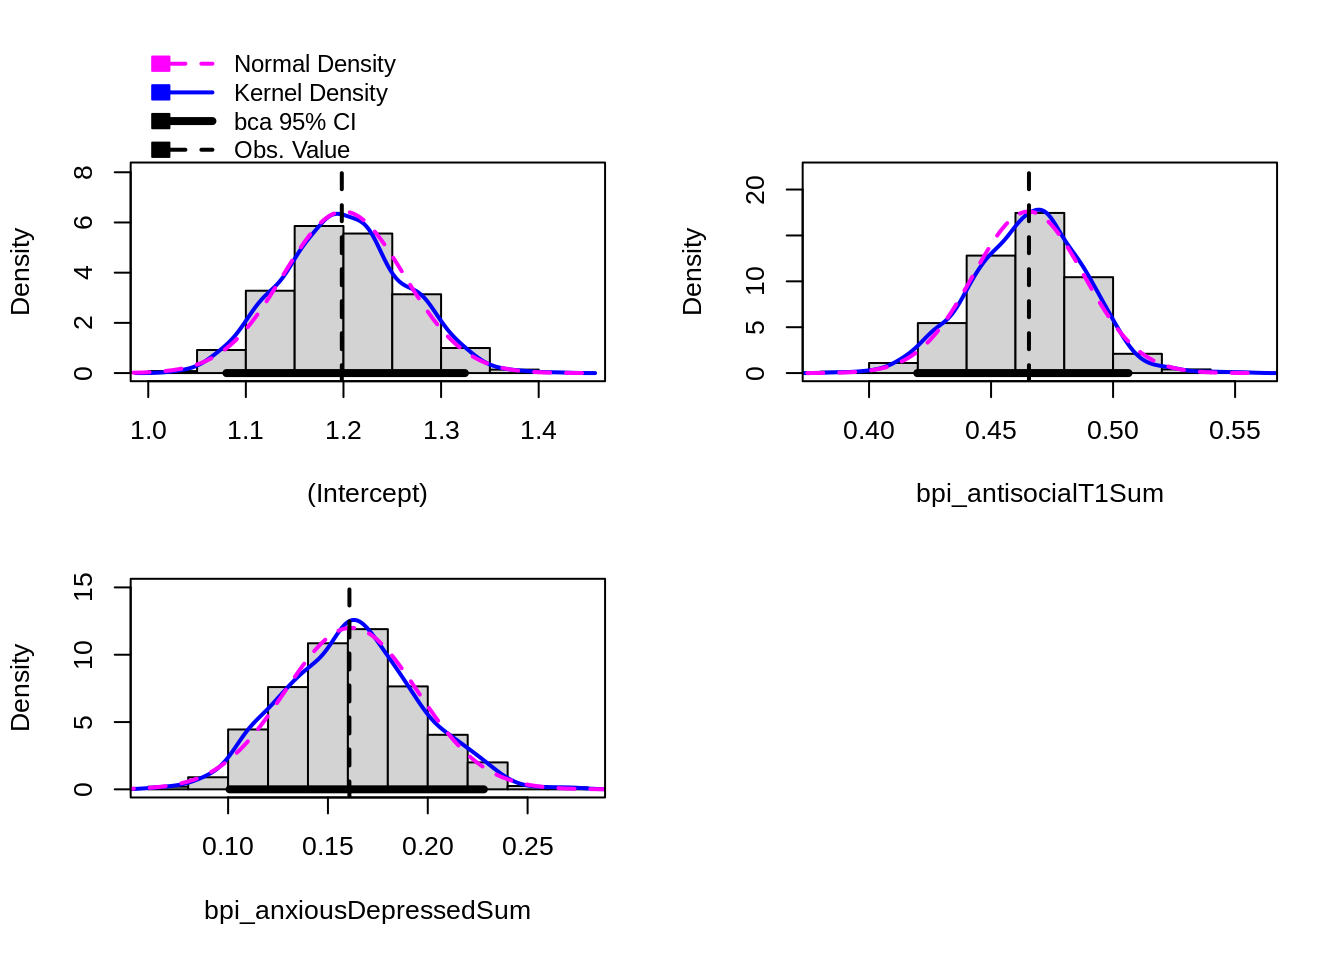 Normal Density
Kernel Density
bca 95% CI
Obs. Value
Density
0 2 4 6 8
1.0 1.1 1.2 1.3 1.4
(Intercept)
Density
0 5 10 20
0.40 0.45 0.50 0.55
bpi_antisocialT1Sum
Density
0 5 10 15
0.10 0.15 0.20 0.25
bpi_anxiousDepressedSum